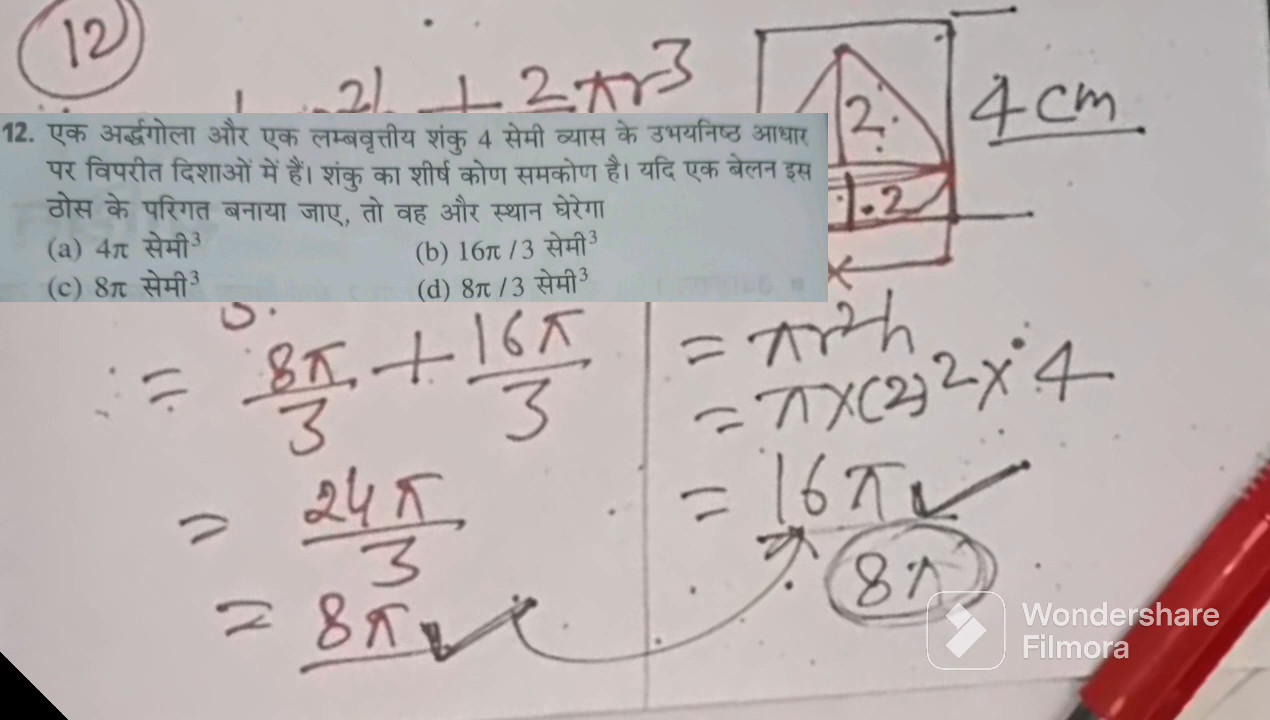 12
2πr3
12. एक अर्द्धगोला और एक लम्बवृत्तीय शंकु 4 सेमी व्यास के उभयनिष्ठ आधार
पर विपरीत दिशाओं में हैं। शंकु का शीर्ष कोण समकोण है। यदि एक बेलन इस
ठोस के परिगत बनाया जाए, तो वह और स्थान घेरेगा
(a) 4π सेमी³ (b) 16π / 3 सेमी³
(c) 8π सेमी³ (d) 8π / 3 सेमी³
4 cm
2
2
= 8π/3 + 16π/3
= 24π/3
= 8π
= πr²h
= π×(2)²×4
= 16π
8π
Wondershare
Filmora